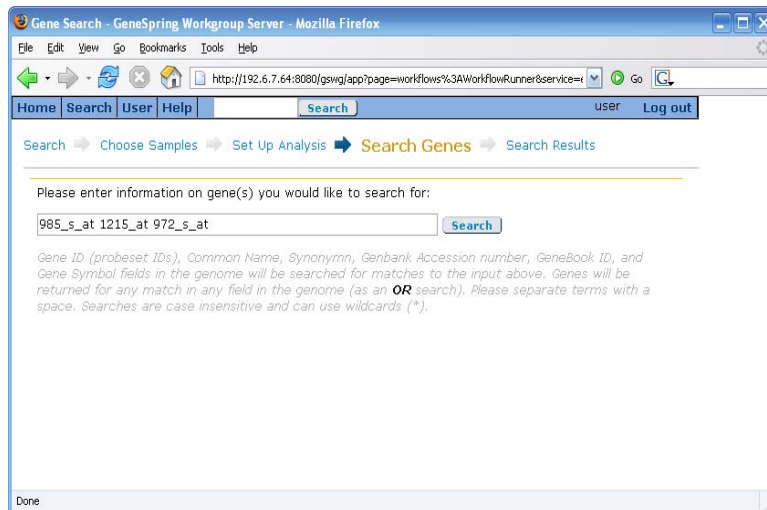 Gene Search - GeneSpring Workgroup Server - Mozilla Firefox
File Edit View Go Bookmarks Tools Help
http://192.6.7.64:8080/gswg/app?page=workflows%3AWorkflowRunner&service=e Go G
Home Search User Help Search user Log out
Search Choose Samples Set Up Analysis Search Genes Search Results
Please enter information on gene(s) you would like to search for:
985_s_at 1215_at 972_s_at Search
Gene ID (probeset IDs), Common Name, Synonymn, Genbank Accession number, GeneBook ID, and
Gene Symbol fields in the genome will be searched for matches to the input above. Genes will be
returned for any match in any field in the genome (as an OR search). Please separate terms with a
space. Searches are case insensitive and can use wildcards (*).
Done